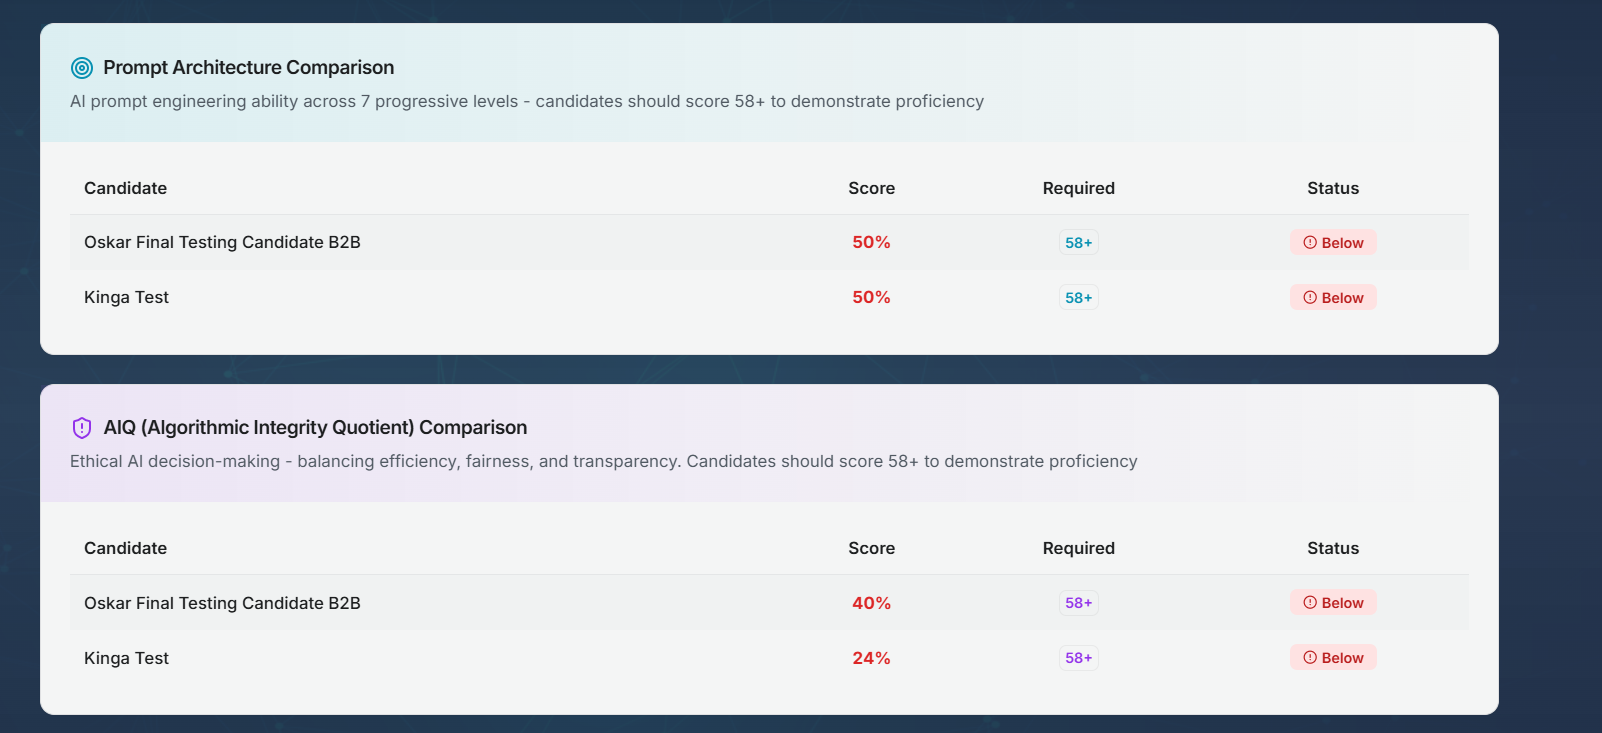 Prompt Architecture Comparison
AI prompt engineering ability across 7 progressive levels - candidates should score 58+ to demonstrate proficiency
Candidate Score Required Status
Oskar Final Testing Candidate B2B 50% 58+ Below
Kinga Test 50% 58+ Below
AIQ (Algorithmic Integrity Quotient) Comparison
Ethical AI decision-making - balancing efficiency, fairness, and transparency. Candidates should score 58+ to demonstrate proficiency
Candidate Score Required Status
Oskar Final Testing Candidate B2B 40% 58+ Below
Kinga Test 24% 58+ Below